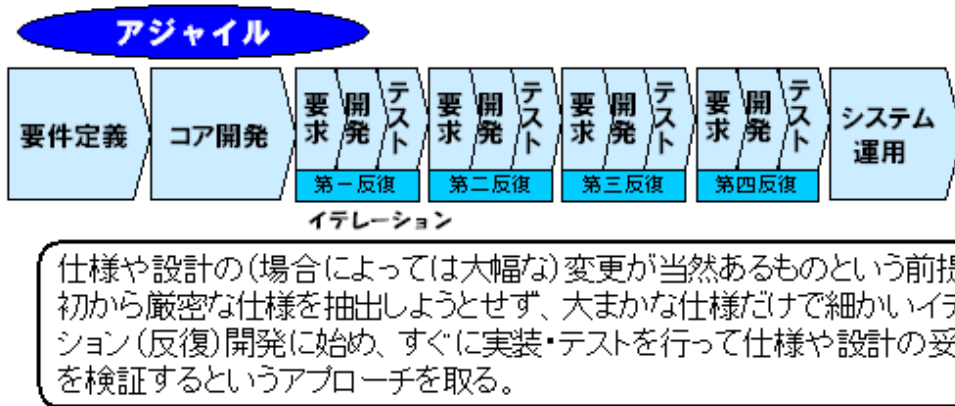 アジャイル
要件定義
コア開発
要求
開発
テスト
第一反復
要求
開発
テスト
第二反復
要求
開発
テスト
第三反復
要求
開発
テスト
第四反復
システム
運用
イテレーション
仕様や設計の(場合によっては大幅な)変更が当然あるものという前提
初から厳密な仕様を抽出しようとせず、大まかな仕様だけで細かいイテ
ション(反復)開発に始め、すぐに実装・テストを行って仕様や設計の妥
を検証するというアプローチを取る。